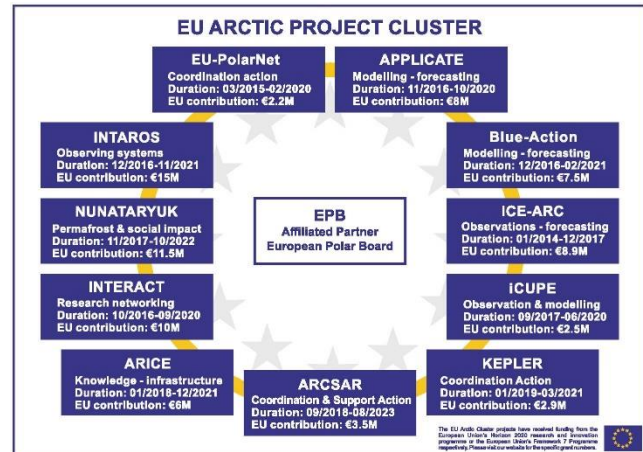 EU ARCTIC PROJECT CLUSTER
EU-PolarNet
Coordination action
Duration: 03/2015-02/2020
EU contribution: €2.2M
APPLICATE
Modelling - forecasting
Duration: 11/2016-10/2020
EU contribution: €8M
INTAROS
Observing systems
Duration: 12/2016-11/2021
EU contribution: €15M
Blue-Action
Modelling - forecasting
Duration: 12/2016-02/2021
EU contribution: €7.5M
NUNATARYUK
Permafrost & social impact
Duration: 11/2017-10/2022
EU contribution: €11.5M
EPB
Affiliated Partner
European Polar Board
ICE-ARC
Observations - forecasting
Duration: 01/2014-12/2017
EU contribution: €8.9M
INTERACT
Research networking
Duration: 10/2016-09/2020
EU contribution: €10M
iCUPE
Observation & modelling
Duration: 09/2017-06/2020
EU contribution: €2.5M
ARICE
Knowledge - infrastructure
Duration: 01/2018-12/2021
EU contribution: €6M
ARCSAR
Coordination & Support Action
Duration: 09/2018-08/2023
EU contribution: €3.5M
KEPLER
Coordination Action
Duration: 01/2019-03/2021
EU contribution: €2.9M
The EU Arctic Cluster projects have received funding from the
European Union's Horizon 2020 research and innovation
programme or the European Union's Framework 7 Programme
respectively. Please visit our website for the specific grant numbers.